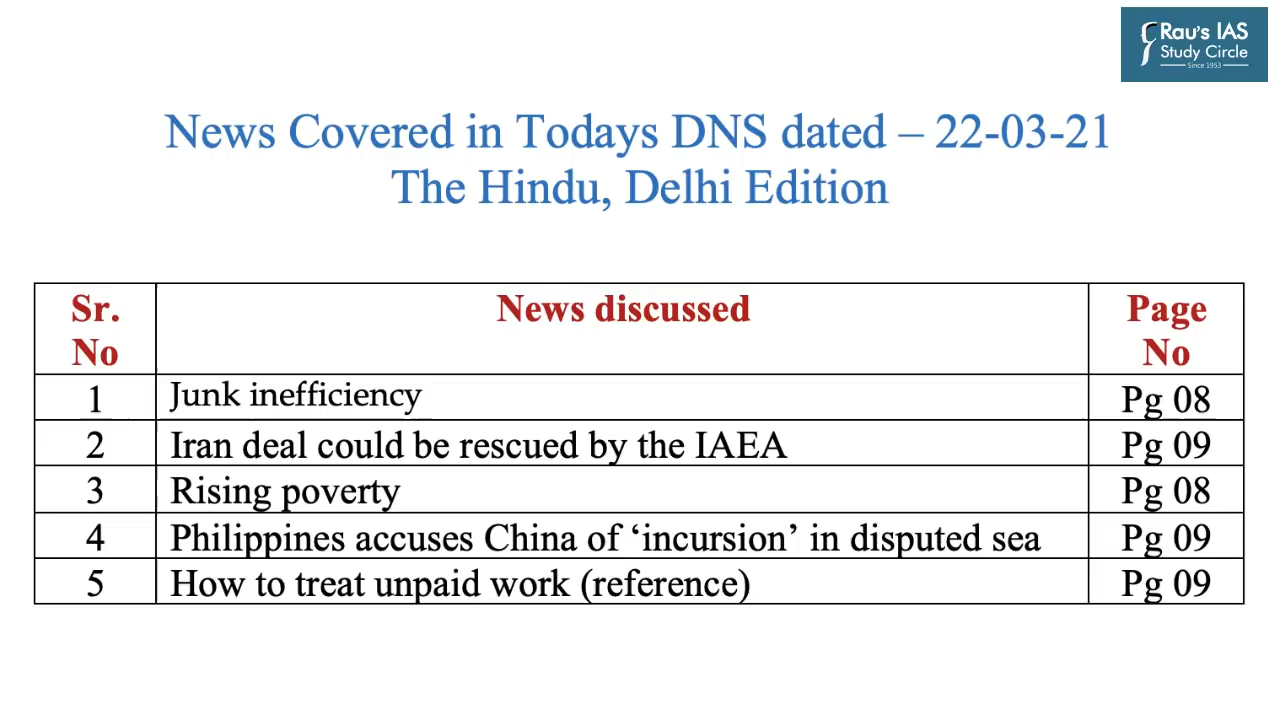 Rau's IAS
Study Circle
Since 1953
News Covered in Todays DNS dated – 22-03-21
The Hindu, Delhi Edition
Sr. No News discussed Page No
1 Junk inefficiency Pg 08
2 Iran deal could be rescued by the IAEA Pg 09
3 Rising poverty Pg 08
4 Philippines accuses China of ‘incursion’ in disputed sea Pg 09
5 How to treat unpaid work (reference) Pg 09